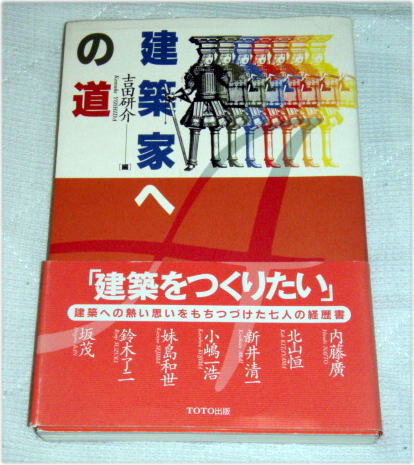 建築家へ
の道
吉田研介 編
Kensuke YOSHIDA
「建築をつくりたい」
建築への熱い思いをもちつづけた七人の経歴書
内藤廣
北山恒
新井清一
小嶋一浩
妹島和世
鈴木了二
坂茂
TOTO出版